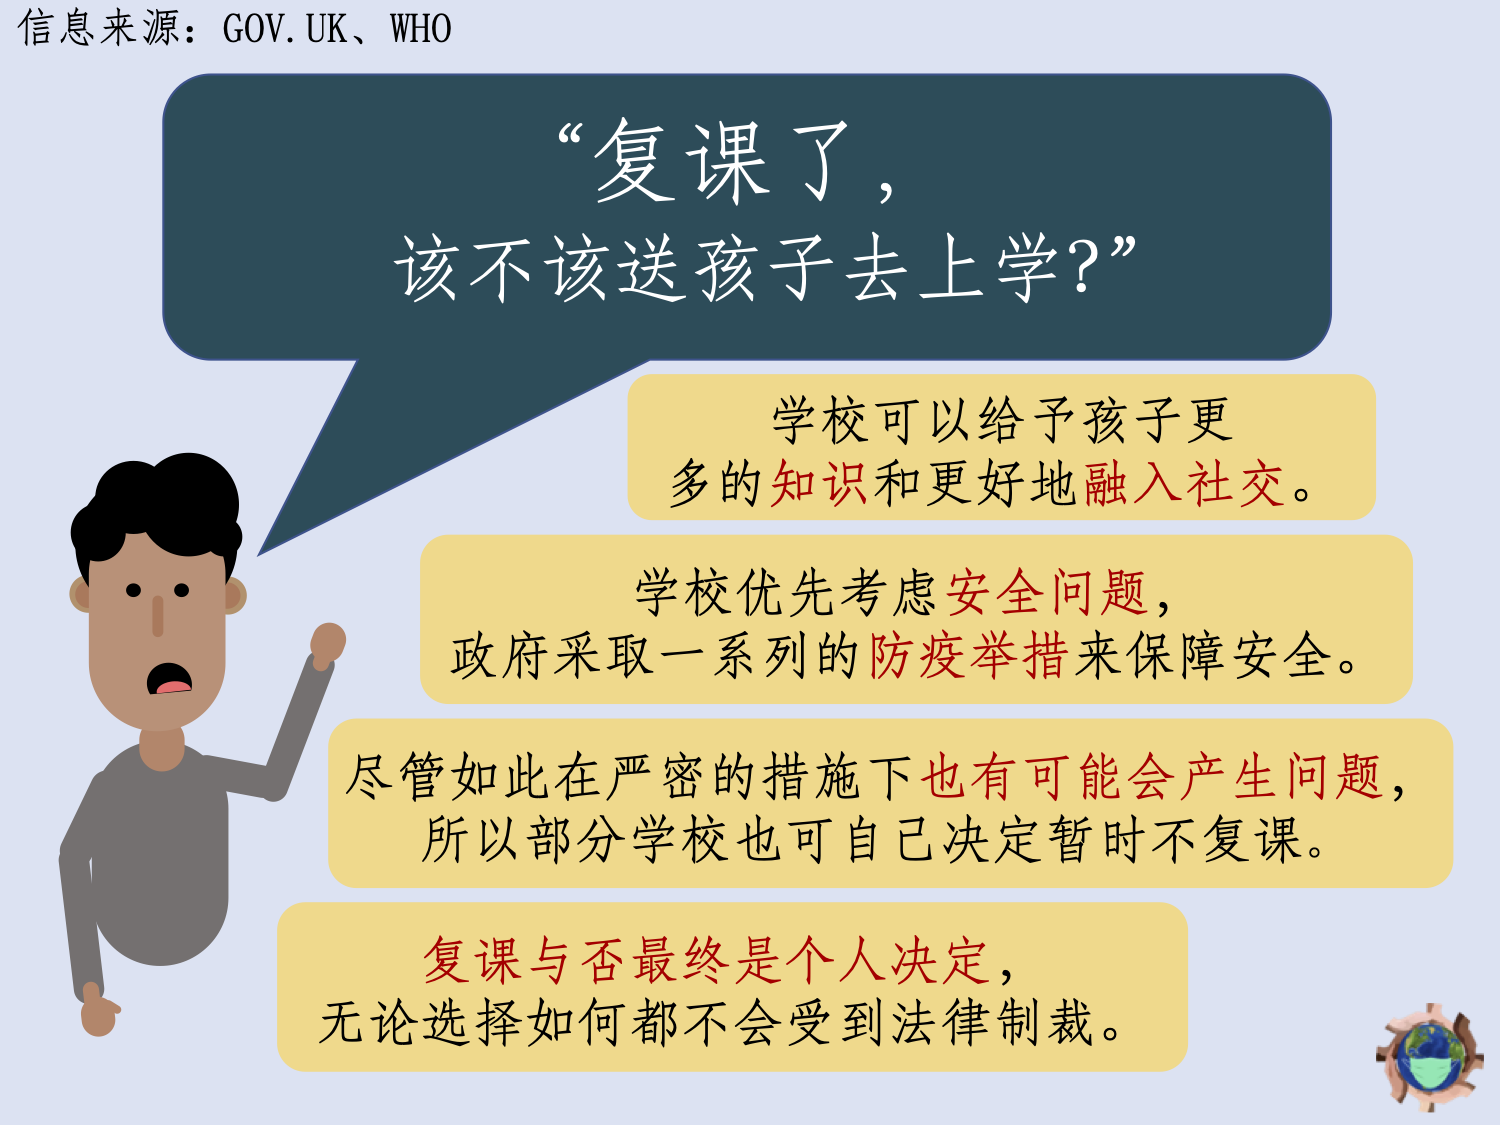 信息来源：GOV.UK、WHO
“复课了，
该不该送孩子去上学?”
学校可以给予孩子更
多的知识和更好地融入社交。
学校优先考虑安全问题，
政府采取一系列的防疫举措来保障安全。
尽管如此在严密的措施下也有可能会产生问题，
所以部分学校也可自己决定暂时不复课。
复课与否最终是个人决定，
无论选择如何都不会受到法律制裁。